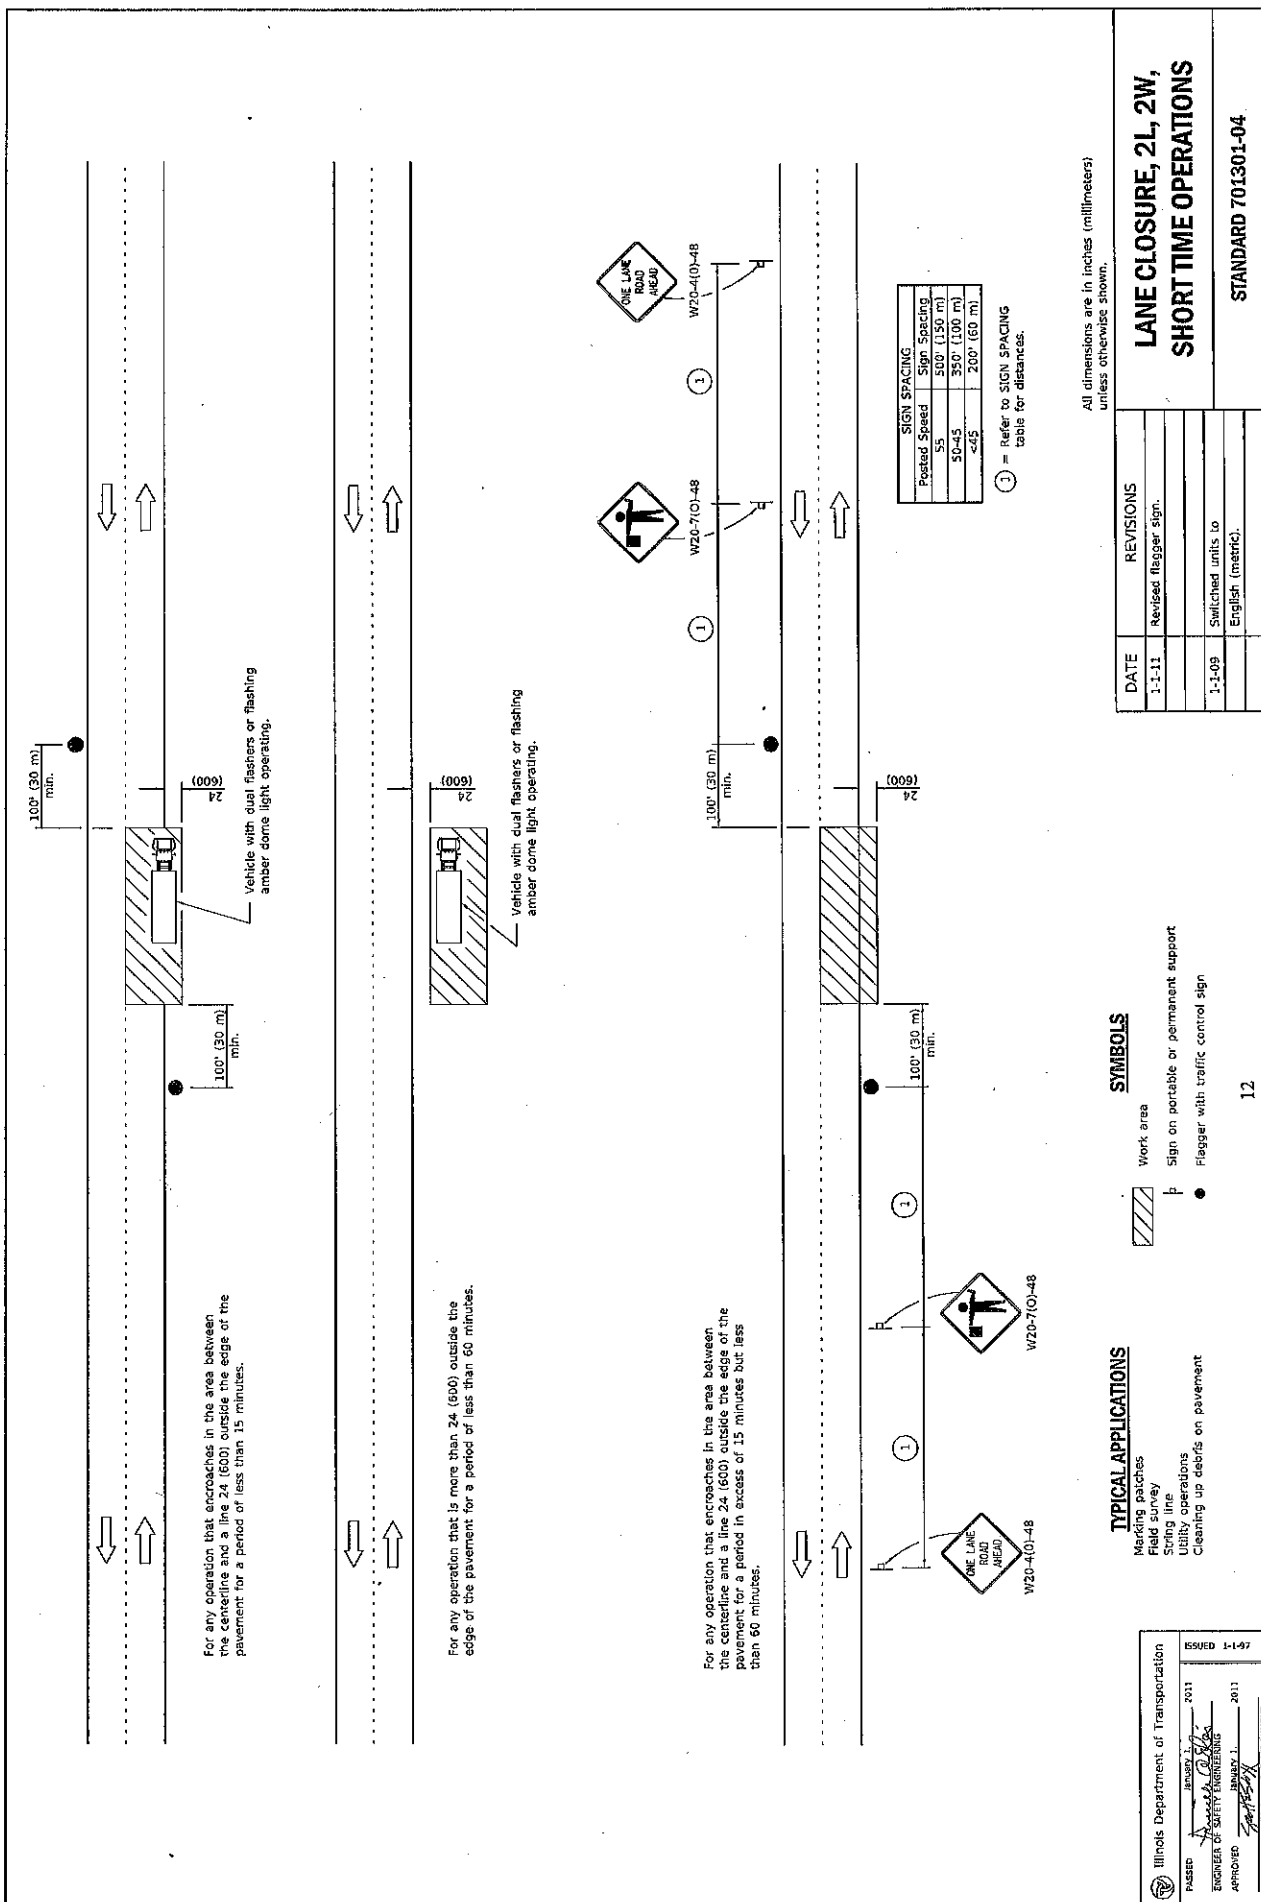 100' (30 m)
min.
24
(600)
100' (30 m)
min.
Vehicle with dual flashers or flashing
amber dome light operating.
For any operation that encroaches in the area between
the centerline and a line 24 (600) outside the edge of the
pavement for a period of less than 15 minutes.
Vehicle with dual flashers or flashing
amber dome light operating.
For any operation that is more than 24 (600) outside the
edge of the pavement for a period of less than 60 minutes.
ONE LANE
ROAD
AHEAD
W20-7(O)-48
W20-4(O)-48
1
1
100' (30 m)
min.
24
(600)
100' (30 m)
min.
For any operation that encroaches in the area between
the centerline and a line 24 (600) outside the edge of the
pavement for a period in excess of 15 minutes but less
than 60 minutes.
1
1
ONE LANE
ROAD
AHEAD
W20-4(O)-48
W20-7(O)-48
SIGN SPACING
Posted Speed Sign Spacing
55 500' (150 m)
50-45 350' (100 m)
<45 200' (60 m)
1 = Refer to SIGN SPACING
table for distances.
TYPICAL APPLICATIONS
Marking patches
Field survey
String line
Utility operations
Cleaning up debris on pavement
SYMBOLS
Work area
Sign on portable or permanent support
Flagger with traffic control sign
All dimensions are in inches (millimeters)
unless otherwise shown.
Illinois Department of Transportation
PASSED January 1, 2011
ENGINEER OF SAFETY ENGINEERING
APPROVED January 1, 2011
ISSUED 1-1-97
12
DATE REVISIONS
1-1-11 Revised flagger sign.
1-1-09 Switched units to
English (metric).
LANE CLOSURE, 2L, 2W,
SHORT TIME OPERATIONS
STANDARD 701301-04